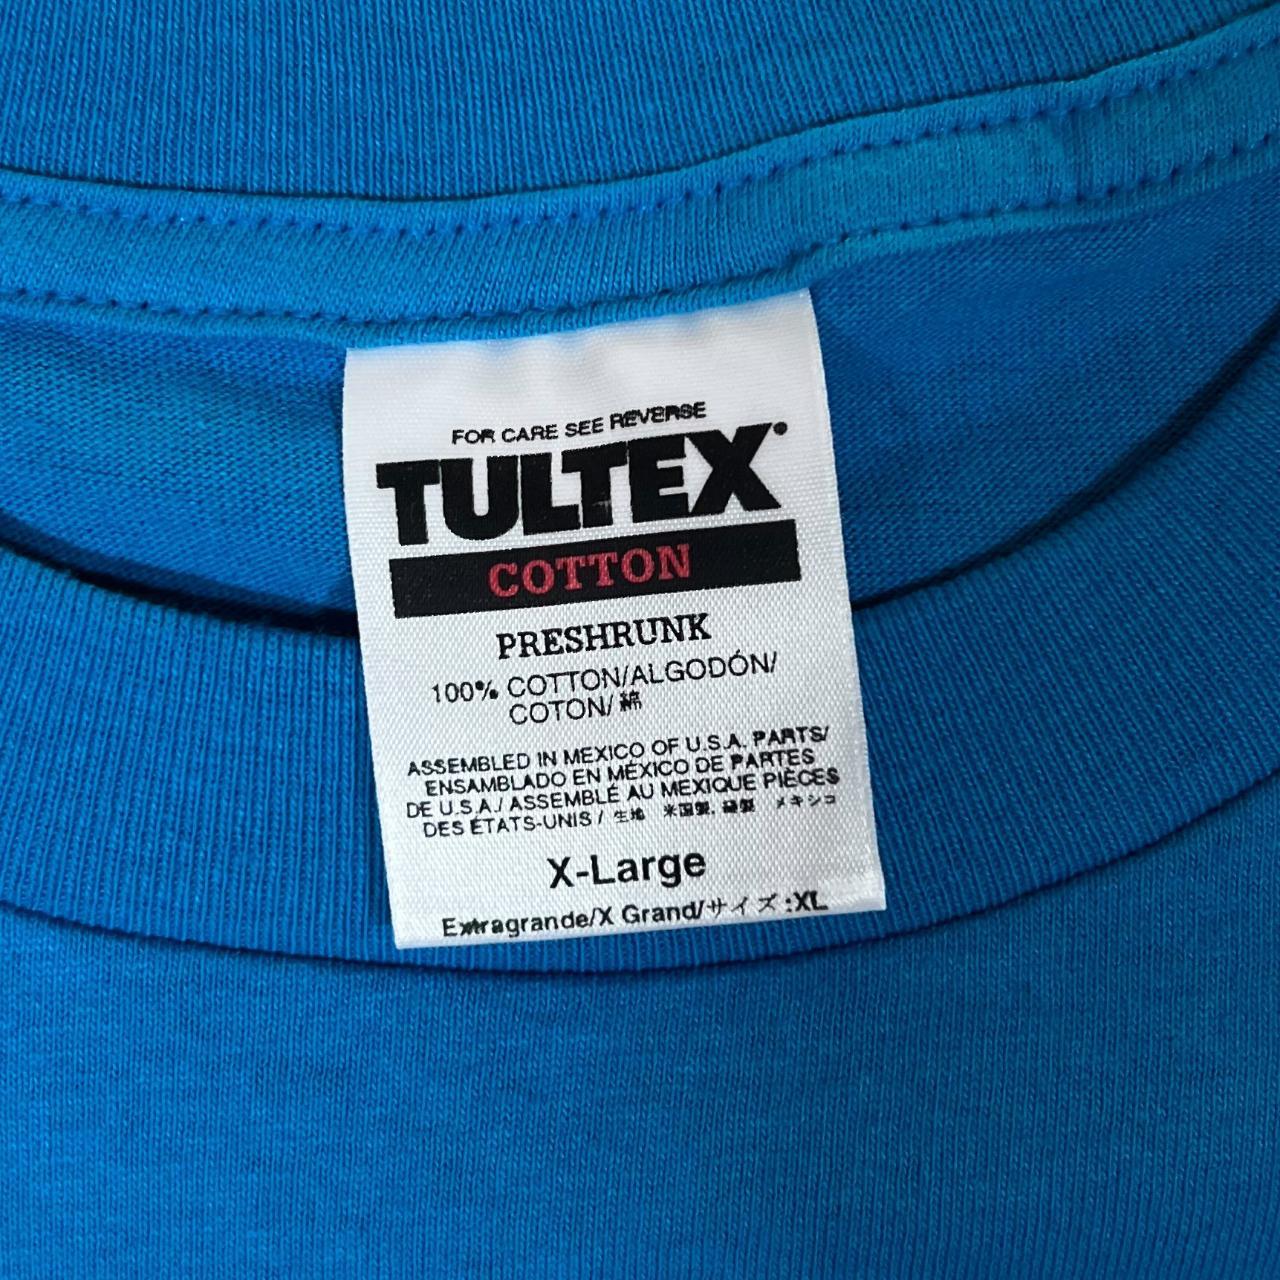 FOR CARE SEE REVERSE
TULTEX
COTTON
PRESHRUNK
100% COTTON/ALGODÓN/
COTON/綿
ASSEMBLED IN MEXICO OF U.S.A. PARTS/
ENSAMBLADO EN MÉXICO DE PARTES
DE U.S.A./ ASSEMBLÉ AU MEXIQUE PIÈCES
DES ÉTATS-UNIS / 生地 米国製, 縫製 メキシコ
X-Large
Extragrande/X Grand/サイズ:XL